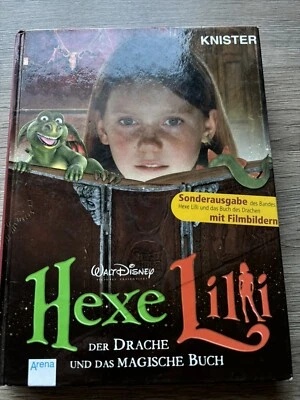 KNISTER
Sonderausgabe des Bandes
Hexe Lilli und das Buch des Drachen
mit Filmbildern
WALT DISNEY
Hexe Lilli
DER DRACHE
UND DAS MAGISCHE BUCH
Arena